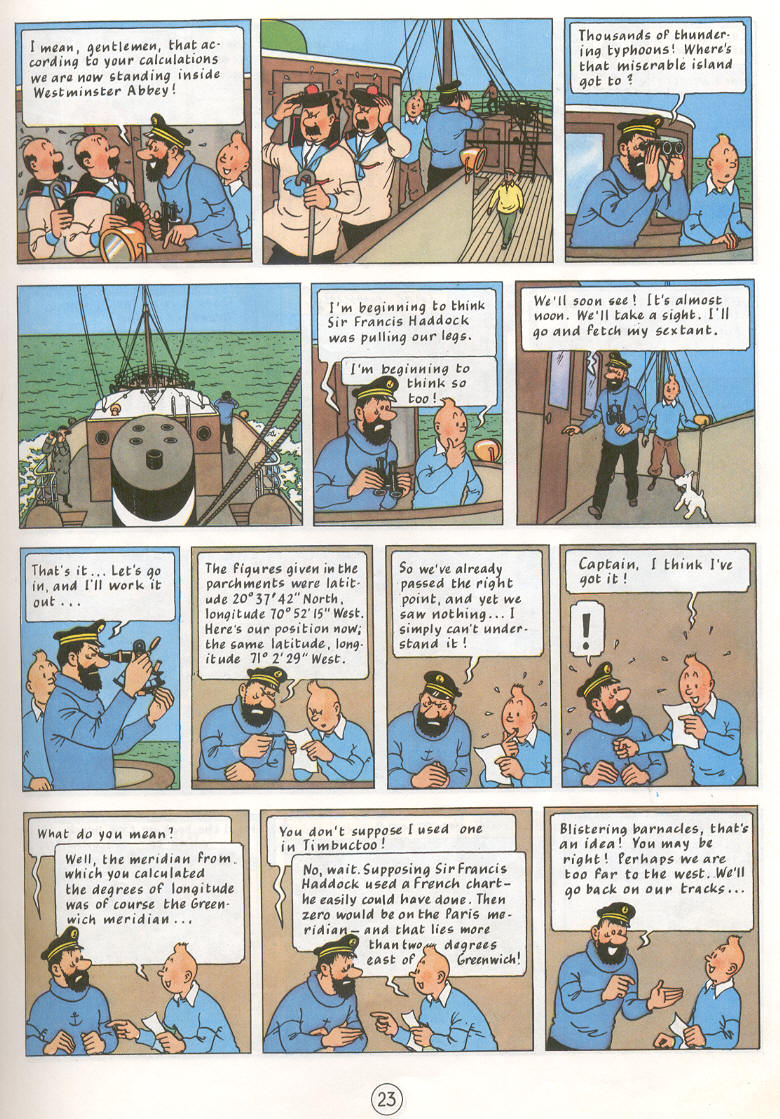 I mean, gentlemen, that ac-
cording to your calculations
we are now standing inside
Westminster Abbey!
Thousands of thunder-
ing typhoons! Where's
that miserable island
got to?
I'm beginning to think
Sir Francis Haddock
was pulling our legs.
I'm beginning to
think so
too!
We'll soon see! It's almost
noon. We'll take a sight. I'll
go and fetch my sextant.
That's it... Let's go
in, and I'll work it
out...
The figures given in the
parchments were latit-
ude 20°37'42" North,
longitude 70°52'15" West.
Here's our position now;
the same latitude, long-
itude 71°2'29" West.
So we've already
passed the right
point, and yet we
saw nothing... I
simply can't under-
stand it!
!
Captain, I think I've
got it!
What do you mean?
Well, the meridian from
which you calculated
the degrees of longitude
was of course the Green-
wich meridian...
You don't suppose I used one
in Timbuctoo!
No, wait. Supposing Sir Francis
Haddock used a French chart—
he easily could have done. Then
zero would be on the Paris me-
ridian—and that lies more
than two degrees
east of Greenwich!
Blistering barnacles, that's
an idea! You may be
right! Perhaps we are
too far to the west. We'll
go back on our tracks...
23